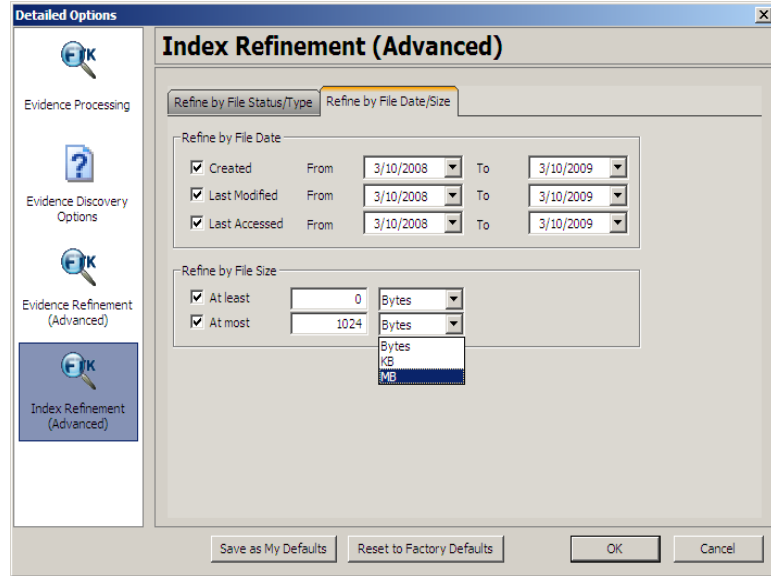 Detailed Options
FTK
Evidence Processing
?
Evidence Discovery
Options
FTK
Evidence Refinement
(Advanced)
FTK
Index Refinement
(Advanced)
Index Refinement (Advanced)
Refine by File Status/Type Refine by File Date/Size
Refine by File Date
Created From 3/10/2008 To 3/10/2009
Last Modified From 3/10/2008 To 3/10/2009
Last Accessed From 3/10/2008 To 3/10/2009
Refine by File Size
At least 0 Bytes
At most 1024 Bytes
Bytes
KB
MB
Save as My Defaults Reset to Factory Defaults OK Cancel